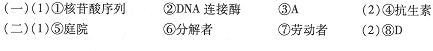 (一)(1)①核苷酸序列 ②DNA 连接酶 ③A (2)④抗生素
(二)(1)⑤庭院 ⑥分解者 ⑦劳动者 (2)⑧D